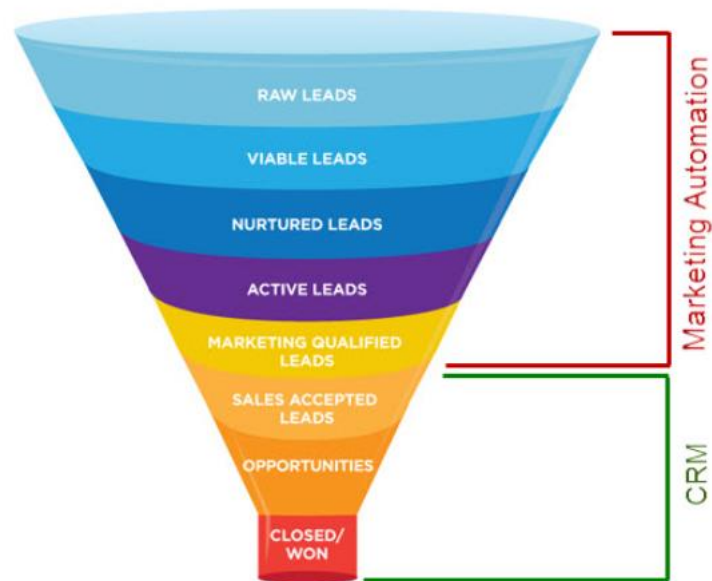 RAW LEADS
VIABLE LEADS
NURTURED LEADS
ACTIVE LEADS
MARKETING QUALIFIED
LEADS
SALES ACCEPTED
LEADS
OPPORTUNITIES
CLOSED/
WON
Marketing Automation
CRM